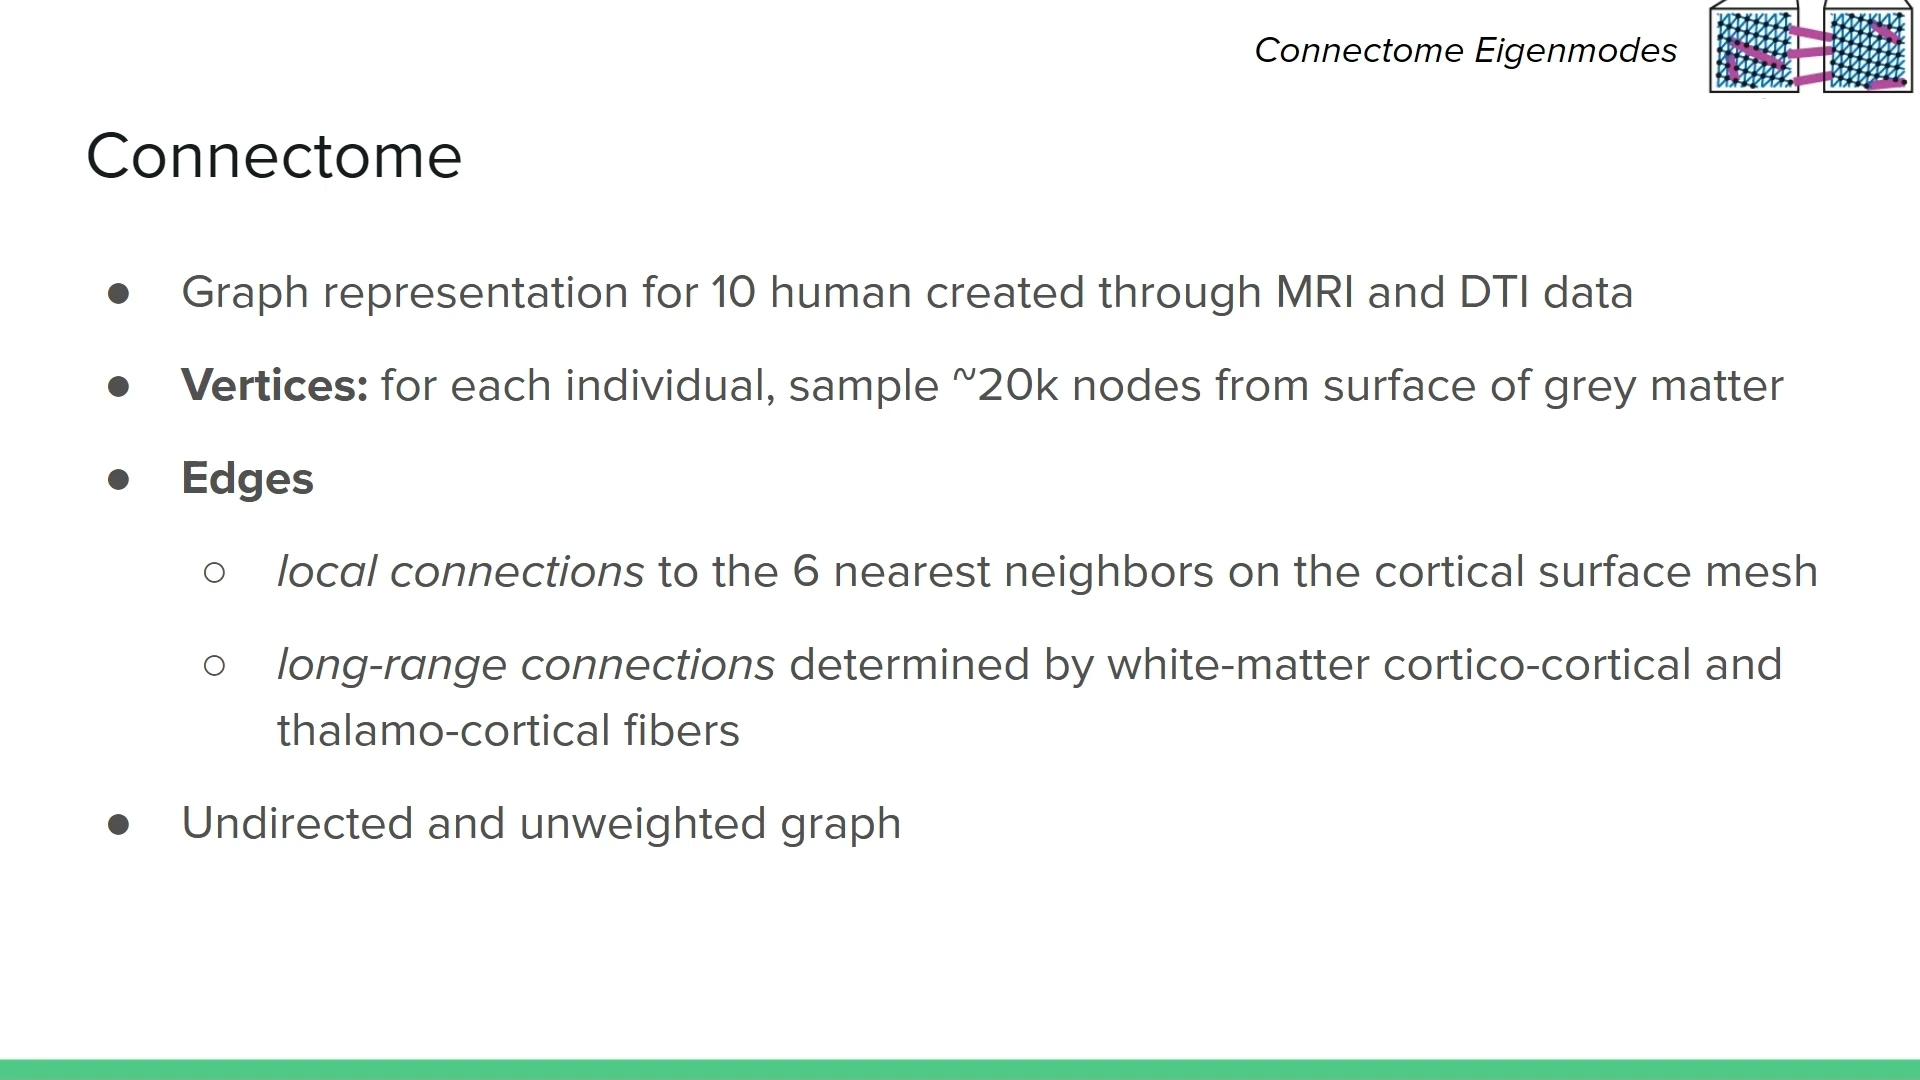 Connectome Eigenmodes
Connectome
● Graph representation for 10 human created through MRI and DTI data
● Vertices: for each individual, sample ~20k nodes from surface of grey matter
● Edges
○ local connections to the 6 nearest neighbors on the cortical surface mesh
○ long-range connections determined by white-matter cortico-cortical and
thalamo-cortical fibers
● Undirected and unweighted graph